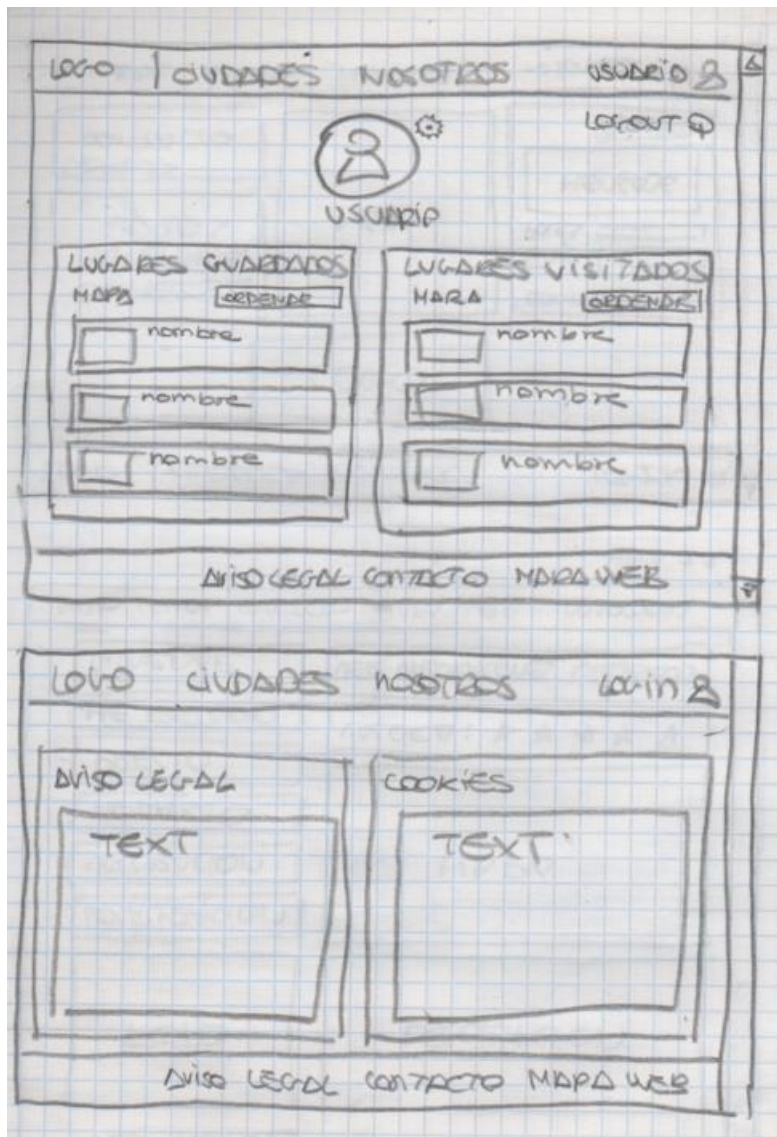 LOGO | CIUDADES NOSOTROS USUARIO
LOGOUT
USUARIO
LUGARES GUARDADOS
MAPA ORDENAR
nombre
nombre
nombre
LUGARES VISITADOS
MAPA ORDENAR
nombre
nombre
nombre
AVISO LEGAL CONTACTO MAPA WEB
LOGO CIUDADES NOSOTROS LOGIN
AVISO LEGAL
TEXT
COOKIES
TEXT
AVISO LEGAL CONTACTO MAPA WEB